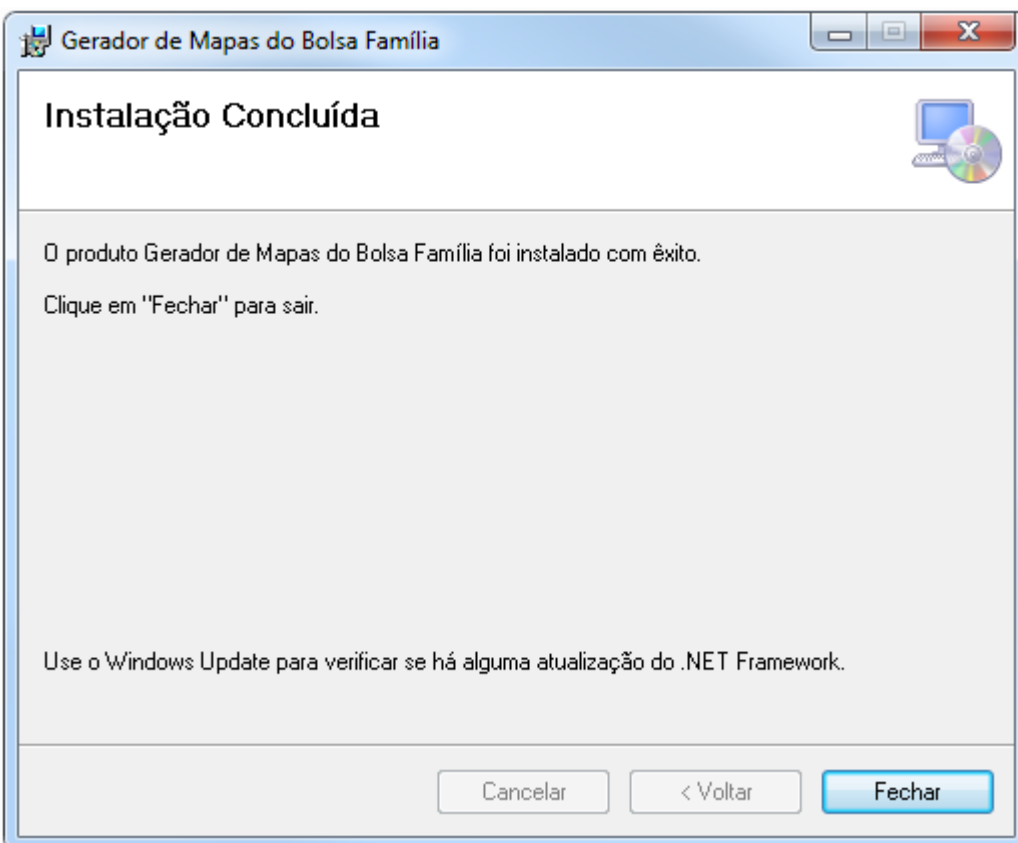 Gerador de Mapas do Bolsa Família
Instalação Concluída
O produto Gerador de Mapas do Bolsa Família foi instalado com êxito.
Clique em "Fechar" para sair.
Use o Windows Update para verificar se há alguma atualização do .NET Framework.
Cancelar
< Voltar
Fechar